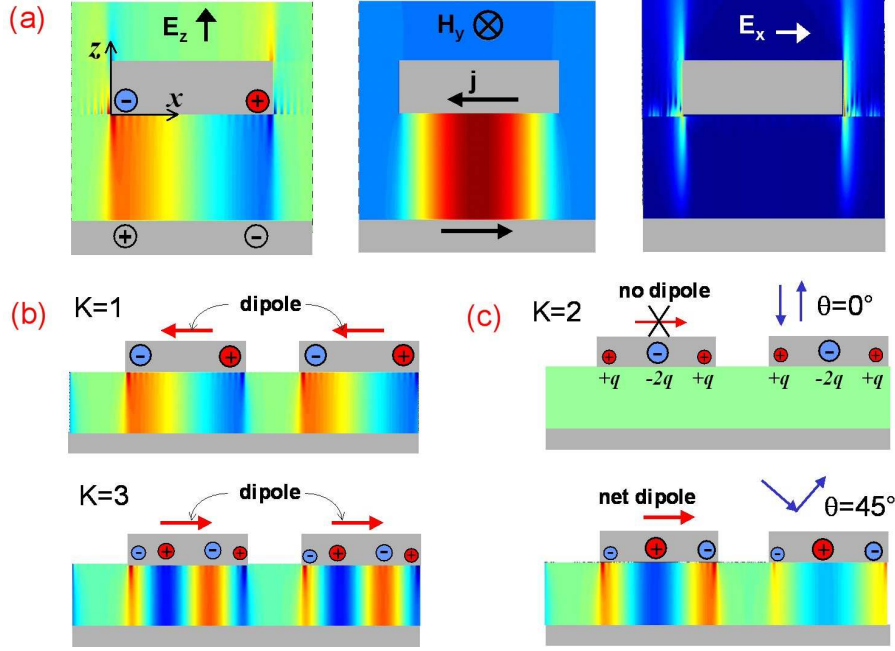 (a)
E_z
z
x
−
+
+
−
H_y
j
E_x
(b)
K=1
dipole
−
+
−
+
K=3
dipole
−
+
−
+
−
+
−
+
(c)
K=2
no dipole
θ=0°
+
−
+
+
−
+
+q
-2q
+q
+q
-2q
+q
net dipole
θ=45°
−
+
−
−
+
−